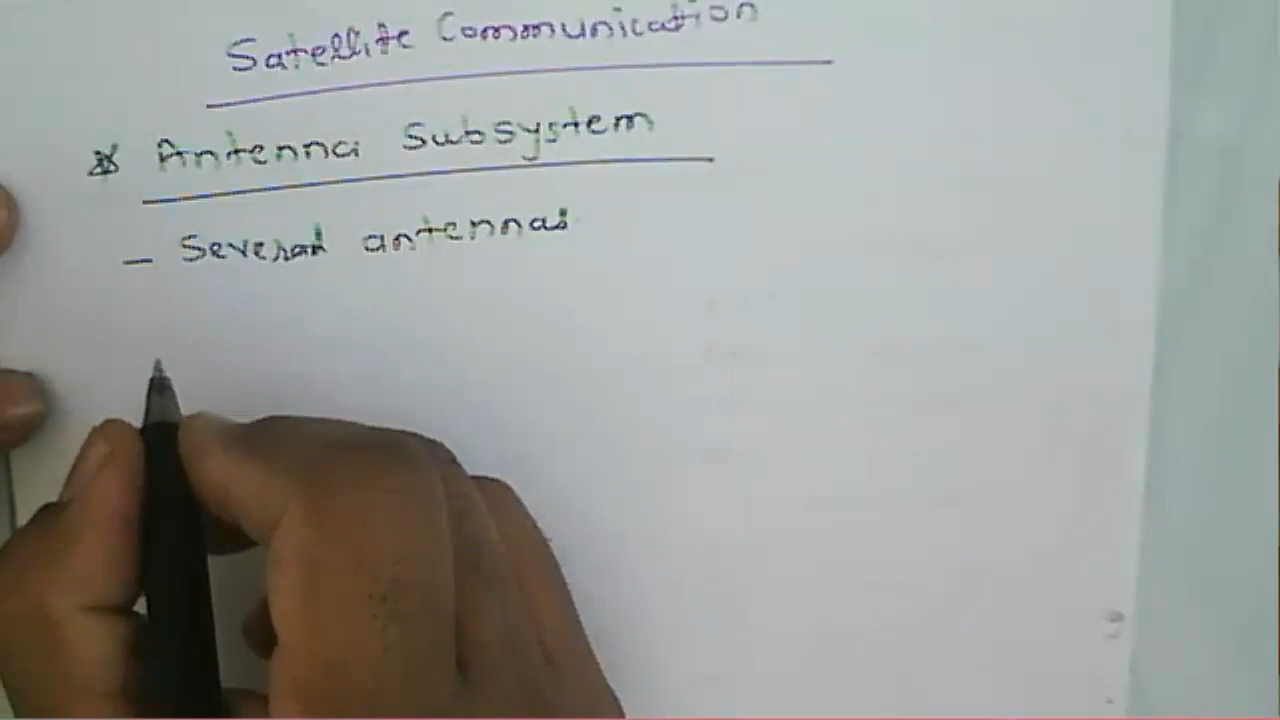 Satellite Communication
* Antenna Subsystem
- Several antennas